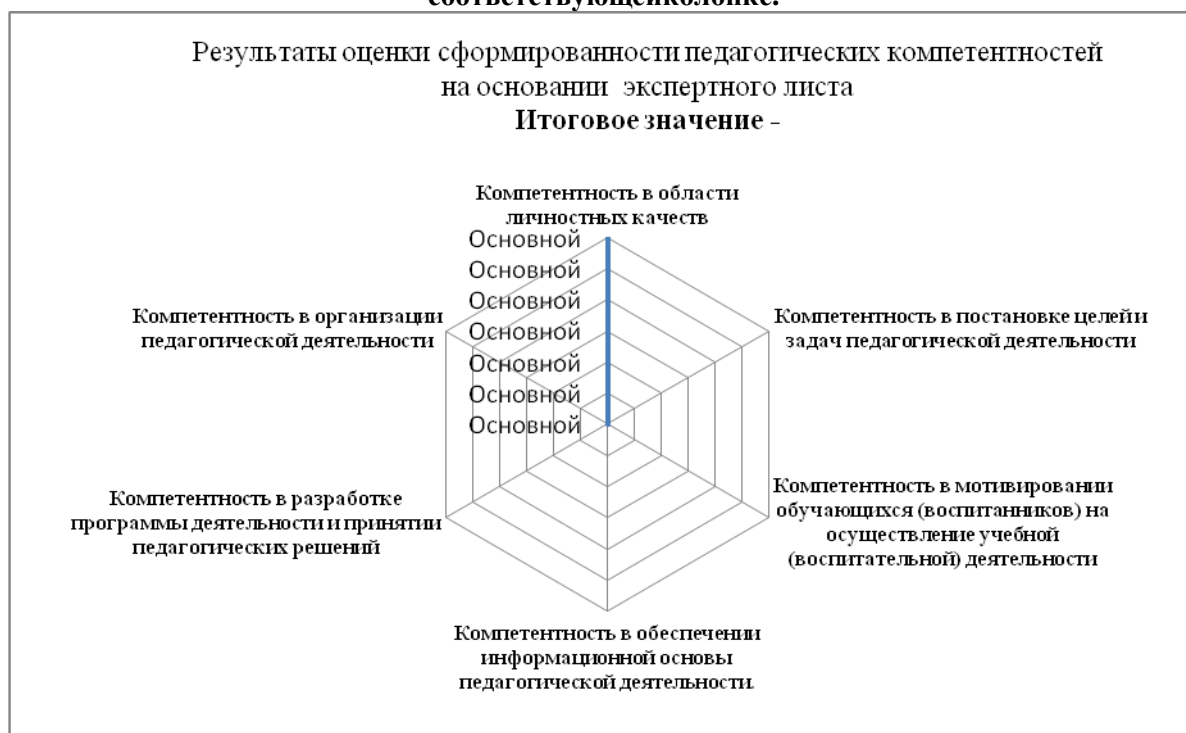 соответствующейколонке.
Результаты оценки сформированности педагогических компетентностей
на основании экспертного листа
Итоговое значение -
Компетентность в области
личностных качеств
Основной
Основной
Основной
Основной
Основной
Основной
Основной
Компетентность в постановке целей и
задач педагогической деятельности
Компетентность в мотивировании
обучающихся (воспитанников) на
осуществление учебной
(воспитательной) деятельности
Компетентность в обеспечении
информационной основы
педагогической деятельности.
Компетентность в разработке
программы деятельности и принятии
педагогических решений
Компетентность в организации
педагогической деятельности